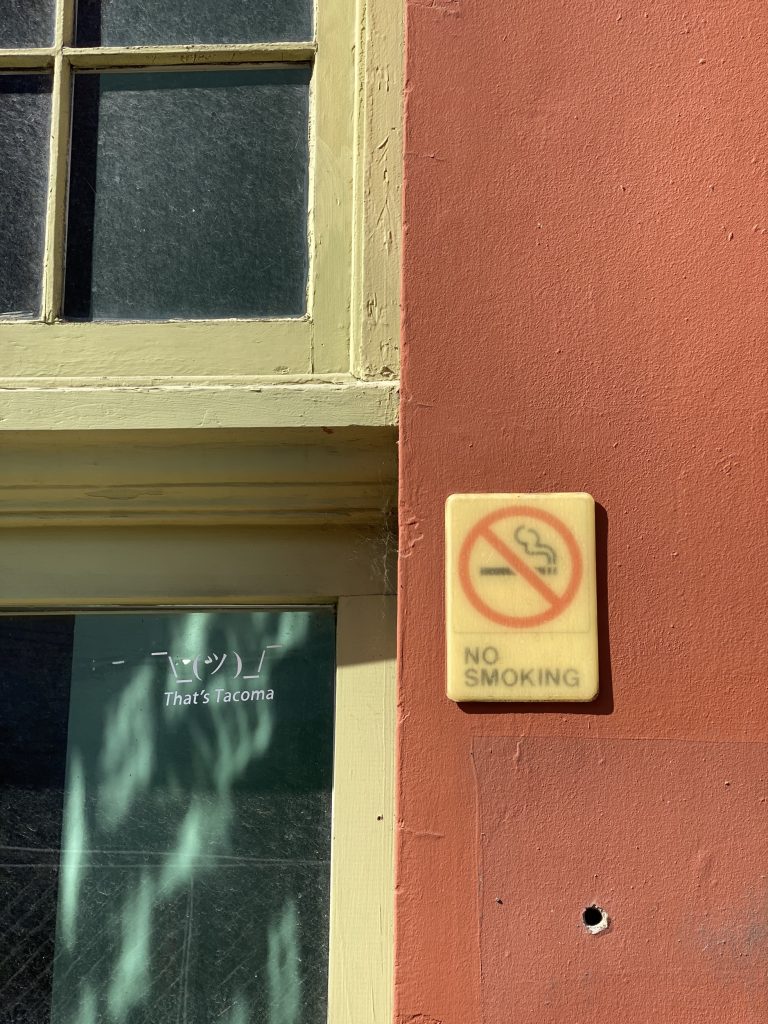 ¯\_(ツ)_/¯
That's Tacoma
NO
SMOKING